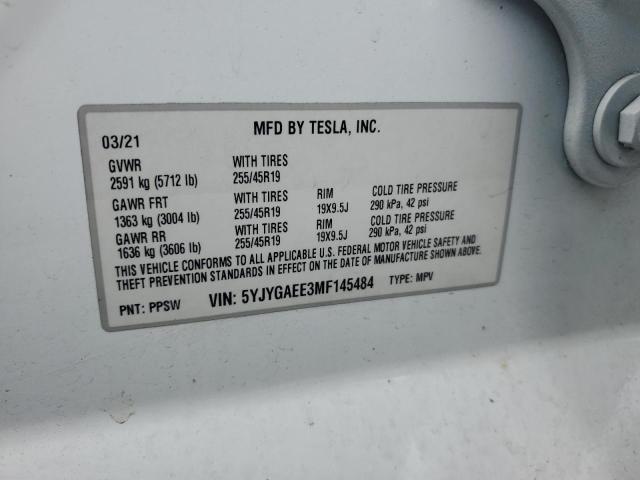 MFD BY TESLA, INC.
03/21
GVWR WITH TIRES
2591 kg (5712 lb) 255/45R19
GAWR FRT WITH TIRES RIM COLD TIRE PRESSURE
1363 kg (3004 lb) 255/45R19 19X9.5J 290 kPa, 42 psi
GAWR RR WITH TIRES RIM COLD TIRE PRESSURE
1636 kg (3606 lb) 255/45R19 19X9.5J 290 kPa, 42 psi
THIS VEHICLE CONFORMS TO ALL APPLICABLE U.S. FEDERAL MOTOR VEHICLE SAFETY AND
THEFT PREVENTION STANDARDS IN EFFECT ON THE DATE OF MANUFACTURE SHOWN ABOVE.
PNT: PPSW VIN: 5YJYGAEE3MF145484 TYPE: MPV